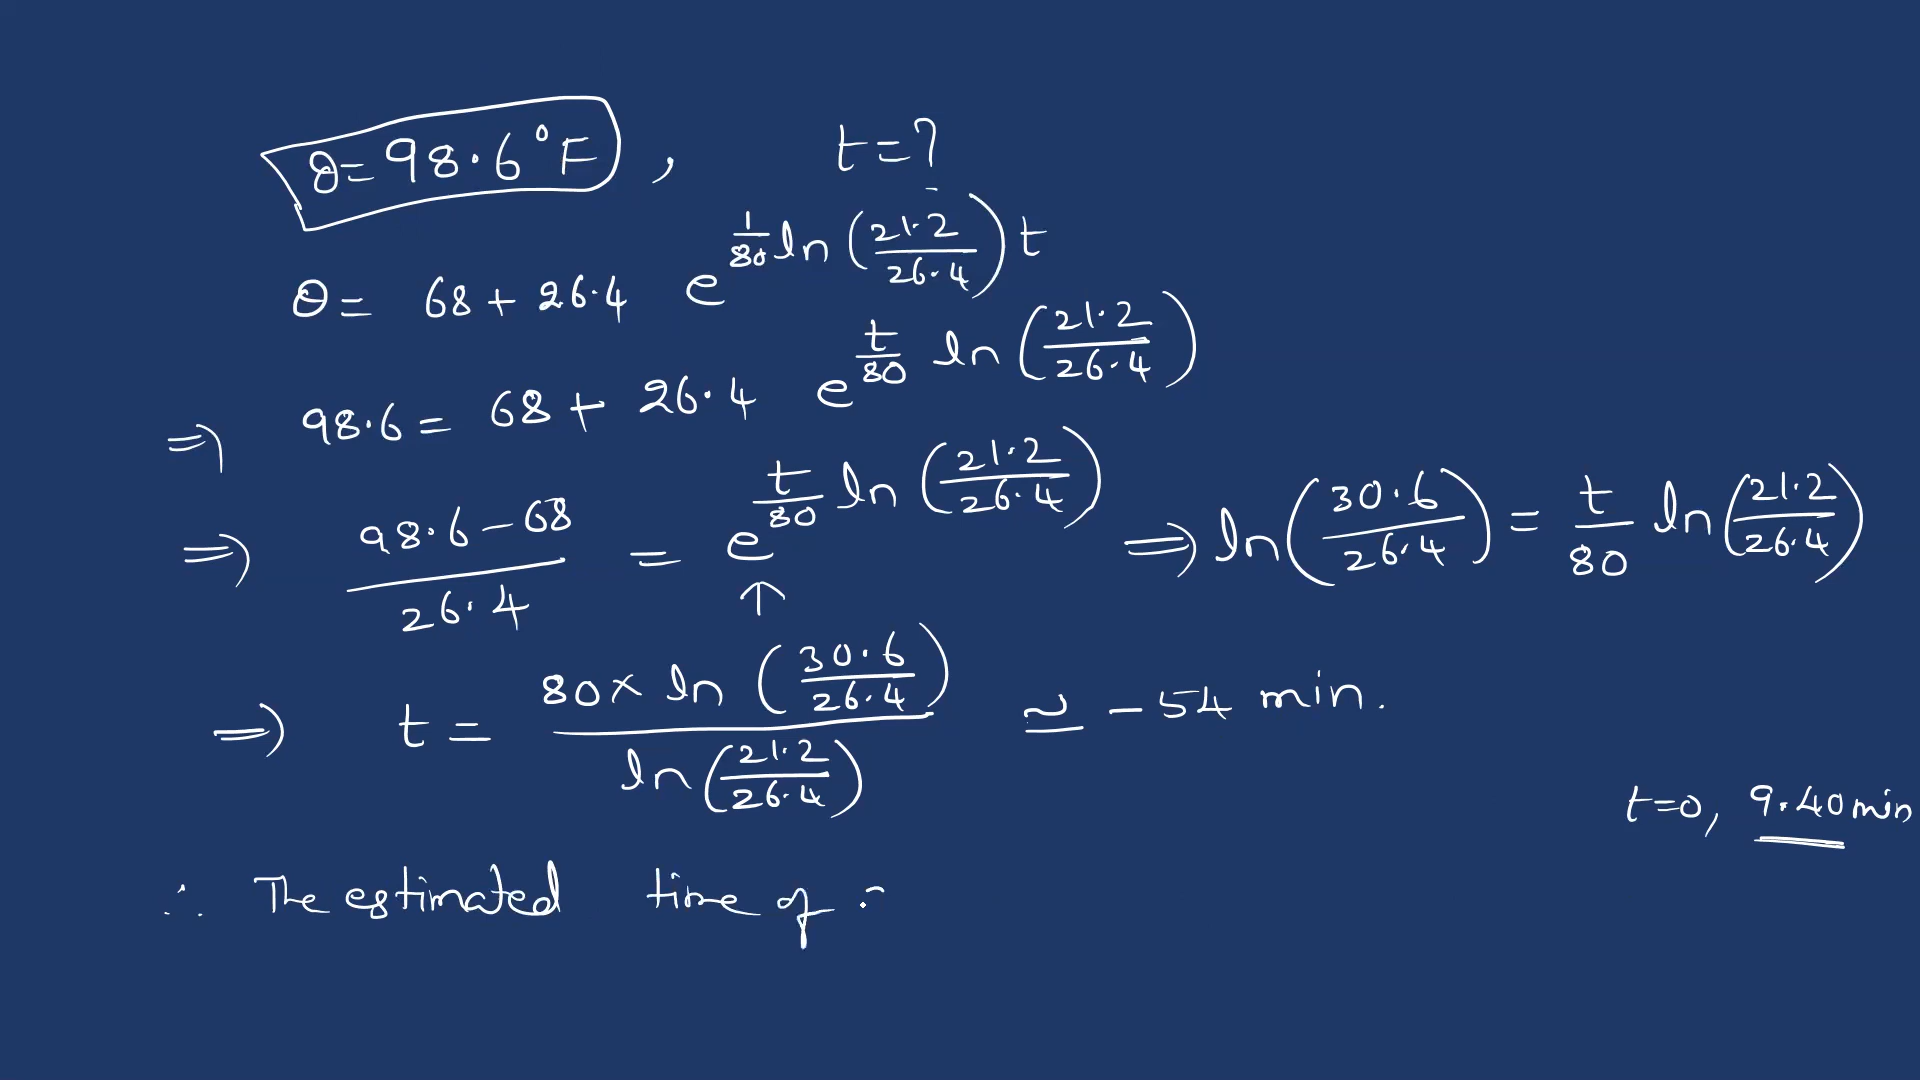 θ = 98.6°F , t = ?
θ = 68 + 26.4 e^{1/80 ln (21.2/26.4) t}
⇒ 98.6 = 68 + 26.4 e^{t/80 ln (21.2/26.4)}
⇒ (98.6 - 68)/26.4 = e^{t/80 ln (21.2/26.4)} ⇒ ln (30.6/26.4) = t/80 ln (21.2/26.4)
↑
⇒ t = (80 × ln (30.6/26.4))/(ln (21.2/26.4)) ≃ - 54 min.
t=0, 9.40 min
∴ The estimated time of